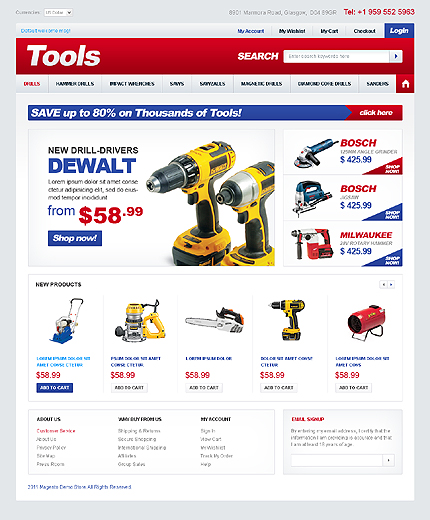 Currencies: US Dollar
8901 Marmora Road, Glasgow, D04 89GR Tel: +1 959 552 5963
Default welcome msg!
My Account My Wishlist My Cart Checkout Login
Tools
SEARCH Enter search keywords here
DRILLS HAMMER DRILLS IMPACT WRENCHES SAWS SAWZALLS MAGNETIC DRILLS DIAMOND CORE DRILLS SANDERS
SAVE up to 80% on Thousands of Tools! click here
NEW DRILL-DRIVERS
DEWALT
Lorem ipsum dolor sit amet conse
ctetur adipisicing elit, sed do eius-
mod tempor incididunt
from $58.99
Shop now!
BOSCH
125MM ANGLE GRINDER
$ 425.99
SHOP NOW!
BOSCH
JIGSAW
$ 425.99
SHOP NOW!
MILWAUKEE
28V ROTARY HAMMER
$ 425.99
SHOP NOW!
NEW PRODUCTS
LOREM IPSUM DOLOR SIT
AMET CONSE CTETUR
$58.99
ADD TO CART
IPSUM DOLOR SIT AMET
CONSE CTETUR
$58.99
ADD TO CART
LOREM IPSUM DOLOR
$58.99
ADD TO CART
DOLOR SIT AMET CONSE
CTETUR
$58.99
ADD TO CART
LOREM IPSUM DOLOR SIT
AMET CONS
$58.99
ADD TO CART
ABOUT US
Customer Service
About Us
Privacy Policy
Site Map
Press Room
WHY BUY FROM US
Shipping & Returns
Secure Shopping
International Shipping
Affiliates
Group Sales
MY ACCOUNT
Sign In
View Cart
My Wishlist
Track My Order
Help
EMAIL SIGNUP
By entering my email address, I certify that the
information I am providing is accurate and that
I am at least 18 years of age.
2011 Magento Demo Store. All Rights Reserved.